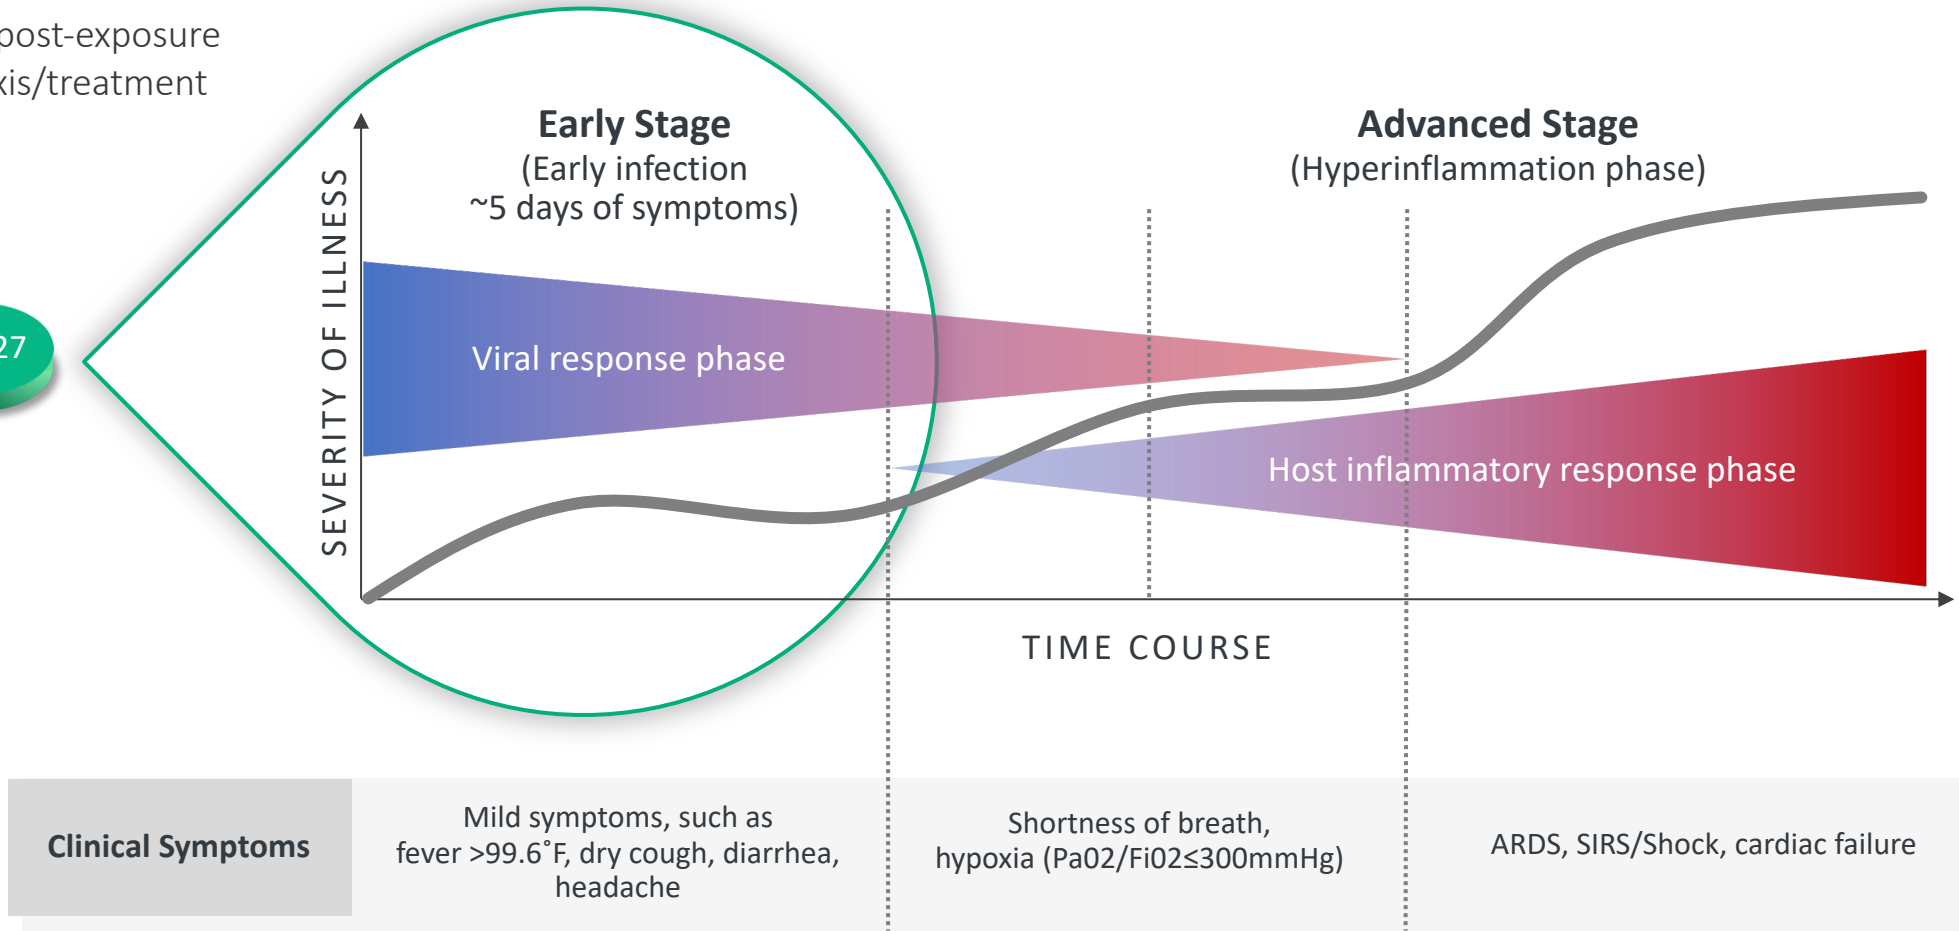 post-exposure
xis/treatment
27
Early Stage
(Early infection
~5 days of symptoms)
Advanced Stage
(Hyperinflammation phase)
SEVERITY OF ILLNESS
Viral response phase
Host inflammatory response phase
TIME COURSE
Clinical Symptoms
Mild symptoms, such as
fever >99.6˚F, dry cough, diarrhea,
headache
Shortness of breath,
hypoxia (Pa02/Fi02≤300mmHg)
ARDS, SIRS/Shock, cardiac failure